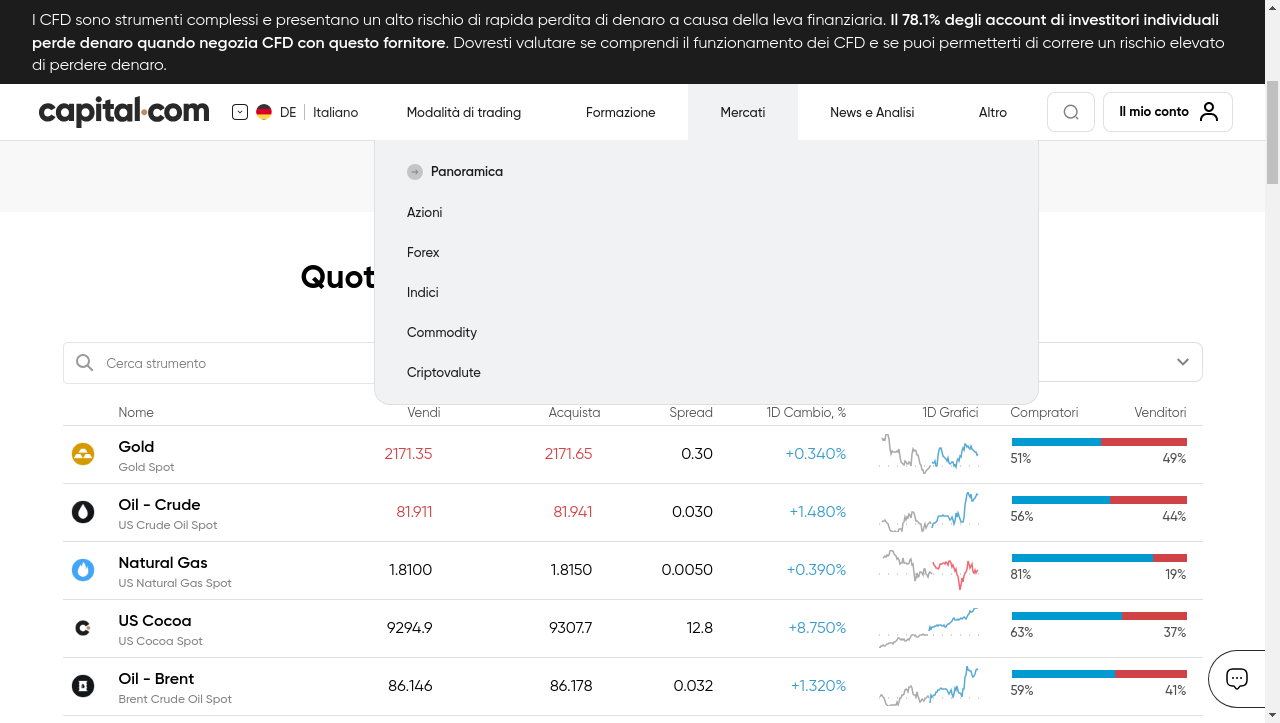 I CFD sono strumenti complessi e presentano un alto rischio di rapida perdita di denaro a causa della leva finanziaria. Il 78.1% degli account di investitori individuali
perde denaro quando negozia CFD con questo fornitore. Dovresti valutare se comprendi il funzionamento dei CFD e se puoi permetterti di correre un rischio elevato
di perdere denaro.
capital.com DE Italiano Modalità di trading Formazione Mercati News e Analisi Altro Il mio conto
Panoramica
Azioni
Forex
Indici
Commodity
Criptovalute
Quot
Cerca strumento
Nome Vendi Acquista Spread 1D Cambio, % 1D Grafici Compratori Venditori
Gold 2171.35 2171.65 0.30 +0.340%
Gold Spot 51% 49%
Oil - Crude 81.911 81.941 0.030 +1.480%
US Crude Oil Spot 56% 44%
Natural Gas 1.8100 1.8150 0.0050 +0.390%
US Natural Gas Spot 81% 19%
US Cocoa 9294.9 9307.7 12.8 +8.750%
US Cocoa Spot 63% 37%
Oil - Brent 86.146 86.178 0.032 +1.320%
Brent Crude Oil Spot 59% 41%